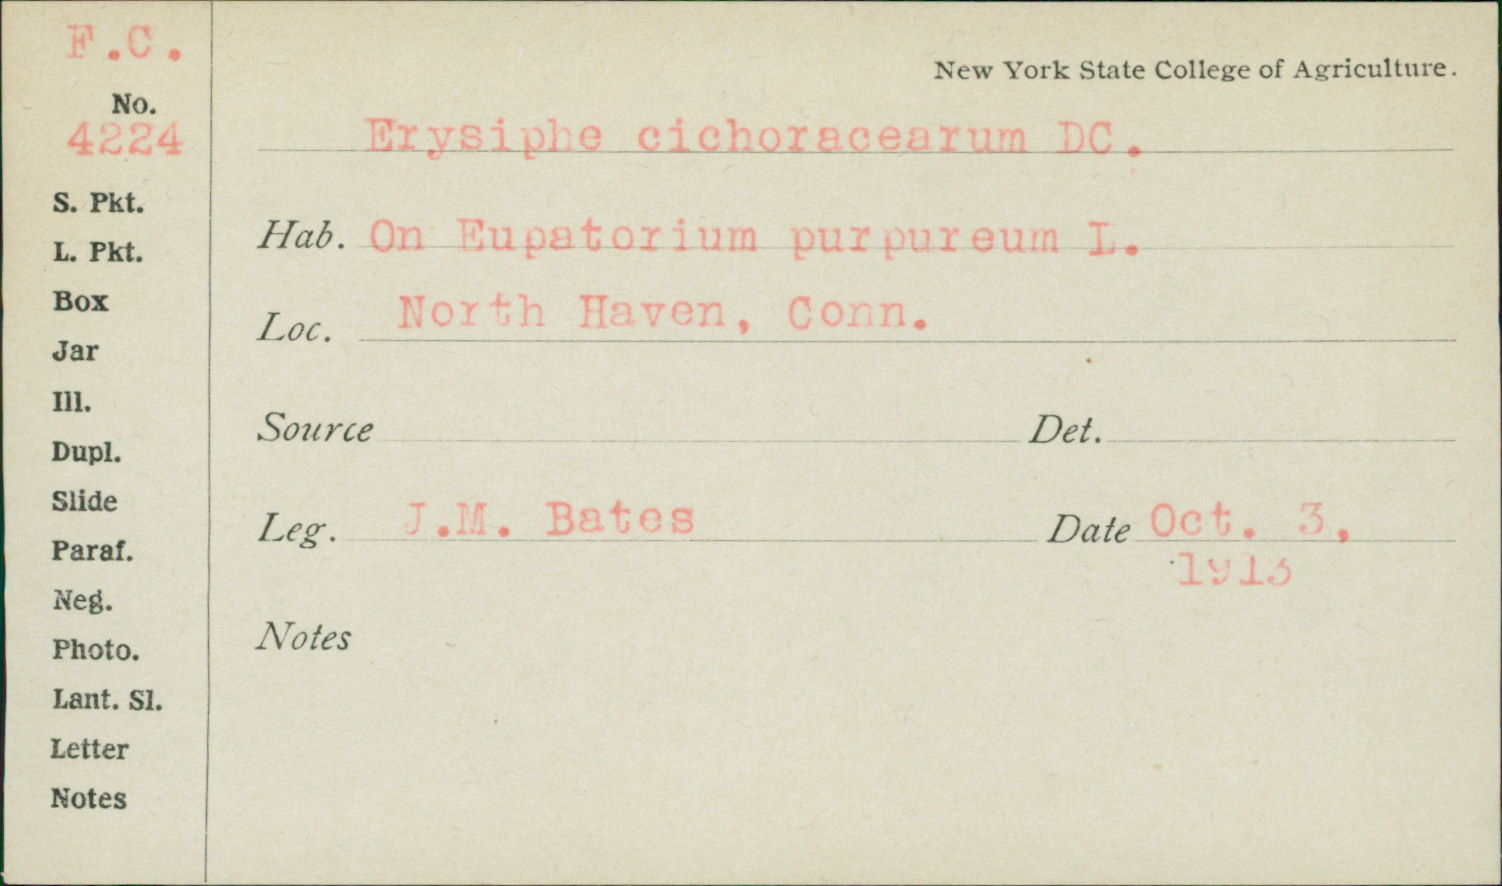 F.C.
No.
4224
S. Pkt.
L. Pkt.
Box
Jar
Ill.
Dupl.
Slide
Paraf.
Neg.
Photo.
Lant. Sl.
Letter
Notes
New York State College of Agriculture.
Erysiphe cichoracearum DC.
Hab. On Eupatorium purpureum L.
Loc. North Haven, Conn.
Source Det.
Leg. J.M. Bates Date Oct. 3,
1913
Notes